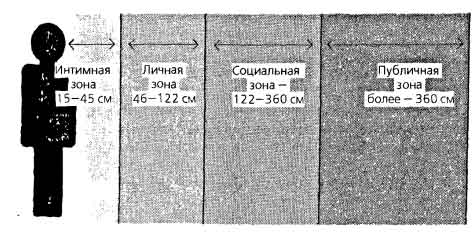 Интимная
зона
15–45 см
Личная
зона
46–122 см
Социальная
зона –
122–360 см
Публичная
зона
более – 360 см